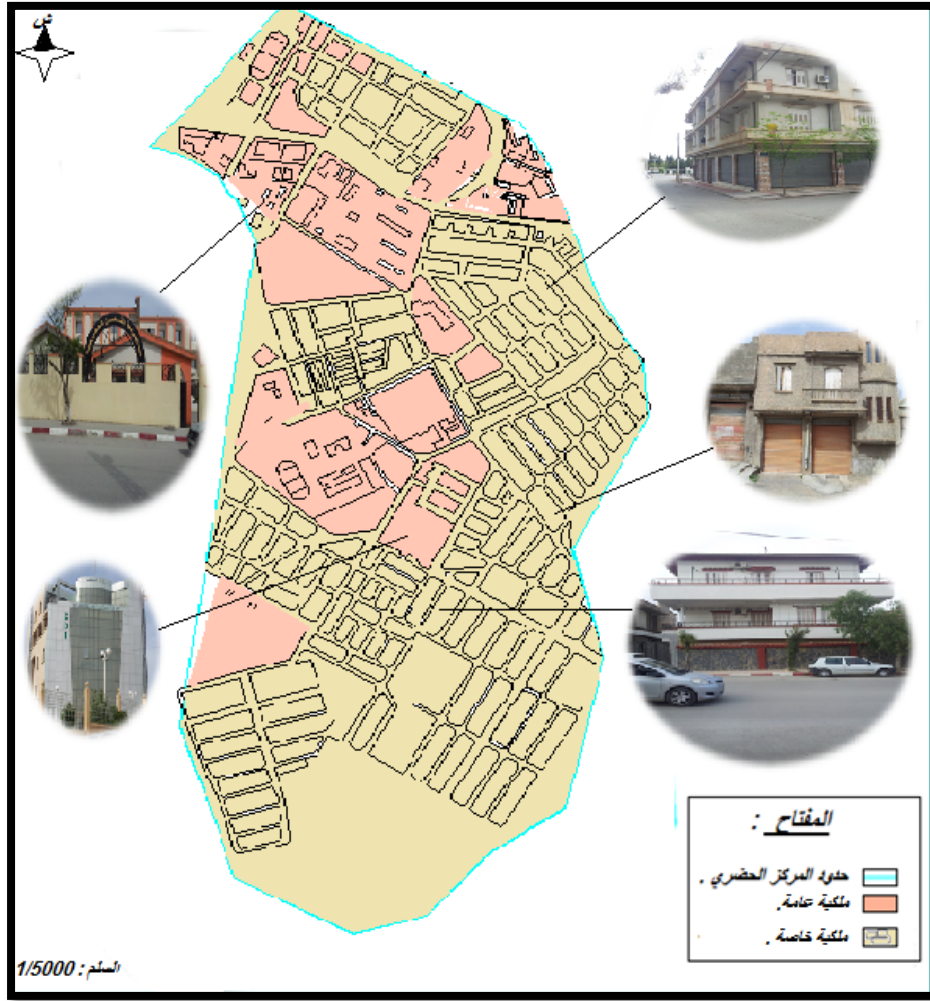 ش
المفتاح :
حدود المركز الحضري .
ملكية عامة.
ملكية خاصة .
السلم : 1/5000